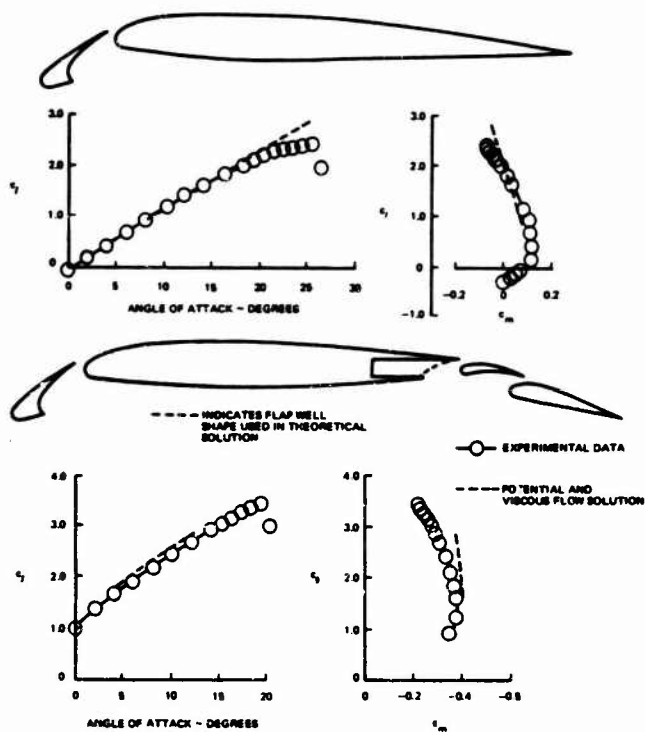 3.0
2.0
1.0
0
c_l
0
5
10
15
20
25
30
ANGLE OF ATTACK ~ DEGREES
3.0
2.0
1.0
0
-1.0
c_l
-0.2
0
0.2
c_m
--- INDICATES FLAP WELL
SHAPE USED IN THEORETICAL
SOLUTION
EXPERIMENTAL DATA
POTENTIAL AND
VISCOUS FLOW SOLUTION
4.0
3.0
2.0
1.0
0
c_l
0
5
10
15
20
ANGLE OF ATTACK ~ DEGREES
4.0
3.0
2.0
1.0
0
0
-0.2
-0.4
-0.6
c_m